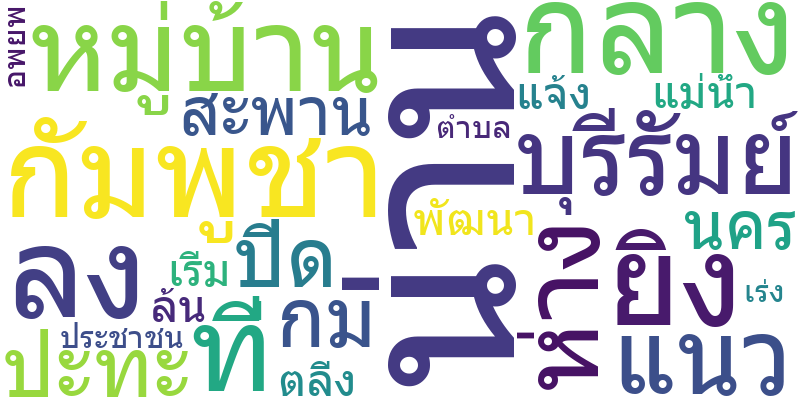 อพยพ
หมู่บ้าน
น่าน
กลาง
สะพาน
แจ้ง
แม่น้ำ
ตำบล
กัมพูชา
บุรีรัมย์
พัฒนา
นคร
ลง
เริ่ม
ปิด
ห่าง
ยิง
เร่ง
ล้น
กม
ประชาชน
ที่
ปะทะ
ตลิ่ง
แนว